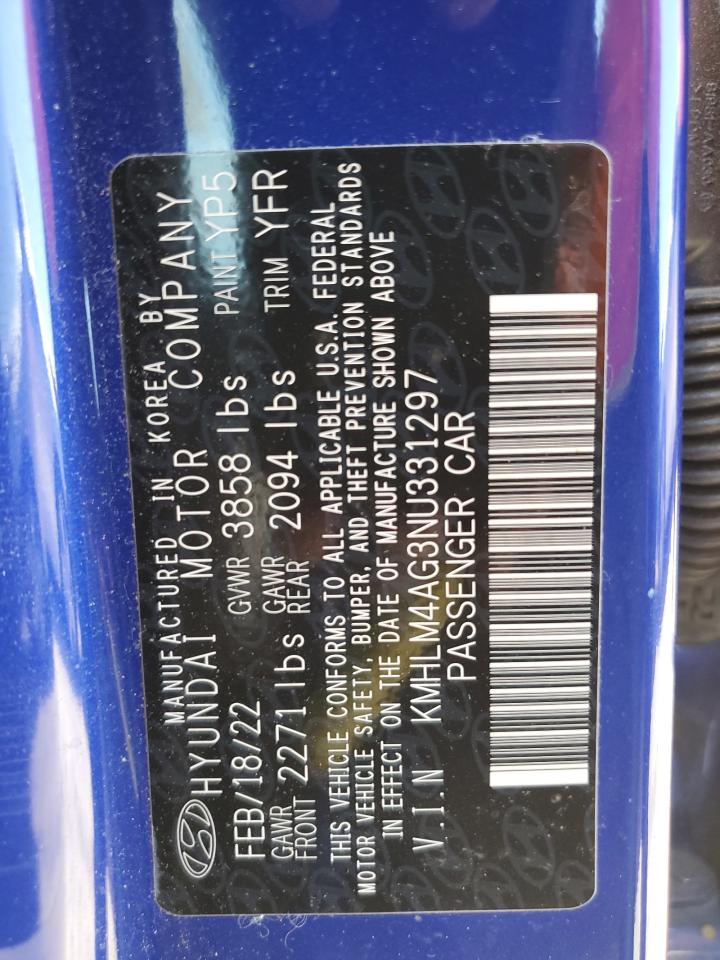 MANUFACTURED IN KOREA BY
HYUNDAI MOTOR COMPANY
FEB/18/22 GVWR 3858 lbs PAINT YP5
GAWR FRONT 2271 lbs GAWR REAR 2094 lbs TRIM YFR
THIS VEHICLE CONFORMS TO ALL APPLICABLE U.S.A. FEDERAL
MOTOR VEHICLE SAFETY, BUMPER, AND THEFT PREVENTION STANDARDS
IN EFFECT ON THE DATE OF MANUFACTURE SHOWN ABOVE
V.I.N KMHLM4AG3NU331297
PASSENGER CAR